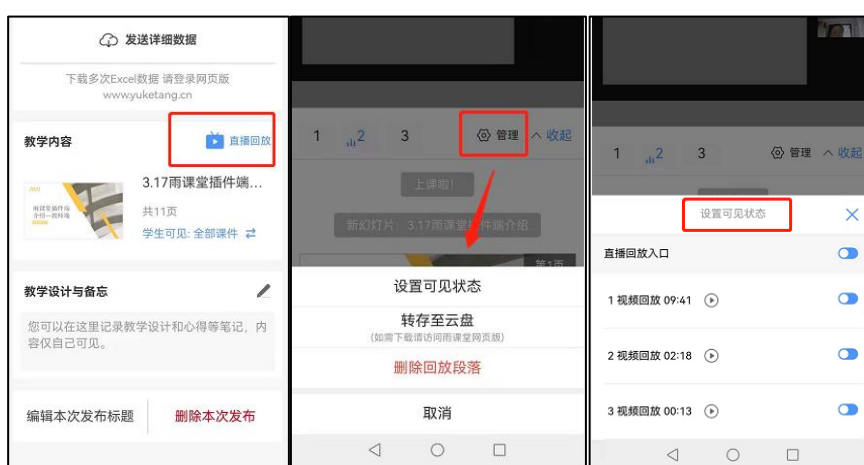 发送详细数据
下载多次Excel数据 请登录网页版
www.yuketang.cn
教学内容
直播回放
3.17雨课堂插件端...
共11页
学生可见: 全部课件
教学设计与备忘
您可以在这里记录教学设计和心得等笔记，内
容仅自己可见。
编辑本次发布标题
删除本次发布
1 2 3 管理 收起
上课啦!
新幻灯片: 3.17雨课堂插件端介绍
第1页
设置可见状态
转存至云盘
(如需下载请访问雨课堂网页版)
删除回放段落
取消
1 2 3 管理 收起
设置可见状态
直播回放入口
1 视频回放 09:41
2 视频回放 02:18
3 视频回放 00:13